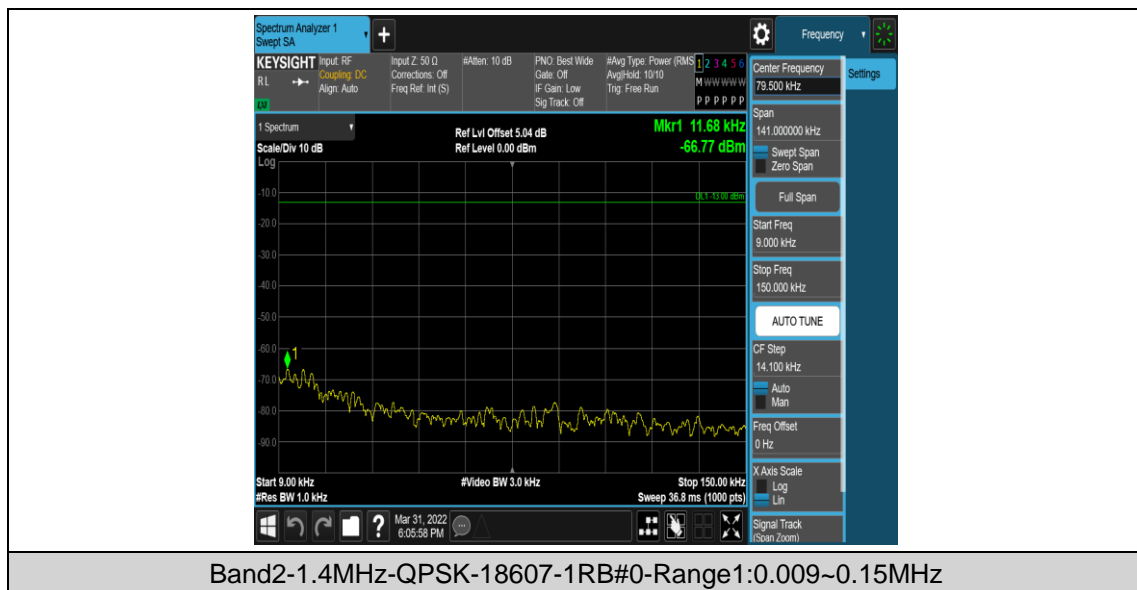 Spectrum Analyzer 1
Swept SA
Frequency
KEYSIGHT
RL
LXI
Input: RF
Coupling: DC
Align: Auto
Input Z: 50 Ω
Corrections: Off
Freq Ref: Int (S)
#Atten: 10 dB
PNO: Best Wide
Gate: Off
IF Gain: Low
Sig Track: Off
#Avg Type: Power (RMS
Avg|Hold: 10/10
Trig: Free Run
1 2 3 4 5 6
M W W W W W
P P P P P P
Center Frequency
79.500 kHz
Settings
Span
141.000000 kHz
Swept Span
Zero Span
Full Span
Start Freq
9.000 kHz
Stop Freq
150.000 kHz
AUTO TUNE
CF Step
14.100 kHz
Auto
Man
Freq Offset
0 Hz
X Axis Scale
Log
Lin
Signal Track
(Span Zoom)
1 Spectrum
Scale/Div 10 dB
Log
Ref Lvl Offset 5.04 dB
Ref Level 0.00 dBm
Mkr1 11.68 kHz
-66.77 dBm
DL1 -13.00 dBm
-10.0
-20.0
-30.0
-40.0
-50.0
-60.0
1
-70.0
-80.0
-90.0
Start 9.00 kHz
#Res BW 1.0 kHz
#Video BW 3.0 kHz
Stop 150.00 kHz
Sweep 36.8 ms (1000 pts)
?
Mar 31, 2022
6:05:58 PM
Band2-1.4MHz-QPSK-18607-1RB#0-Range1:0.009~0.15MHz